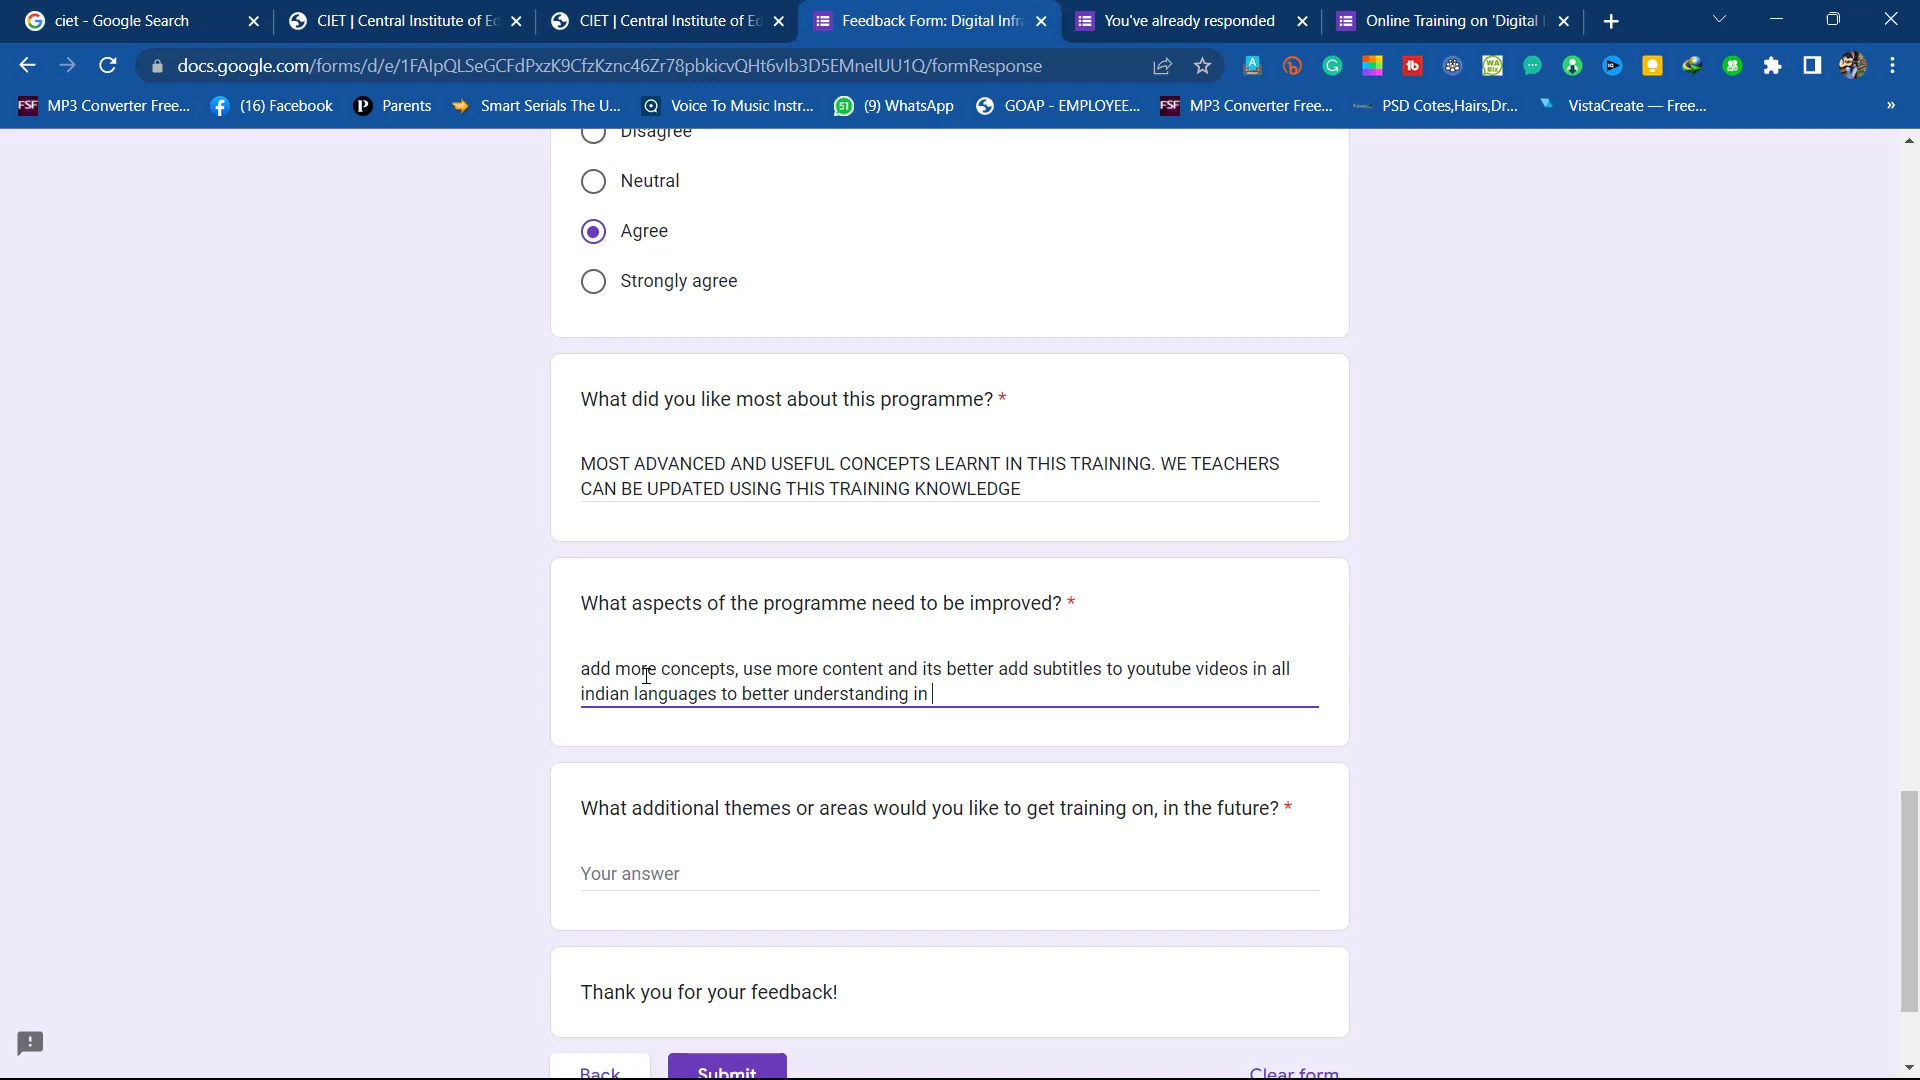 ciet - Google Search
CIET | Central Institute of Ed
CIET | Central Institute of Ed
Feedback Form: Digital Infra
You've already responded
Online Training on 'Digital I
docs.google.com/forms/d/e/1FAIpQLSeGCFdPxzK9CfzKznc46Zr78pbkicvQHt6vIb3D5EMneIUU1Q/formResponse
MP3 Converter Free...
(16) Facebook
Parents
Smart Serials The U...
Voice To Music Instr...
(9) WhatsApp
GOAP - EMPLOYEE...
MP3 Converter Free...
PSD Cotes,Hairs,Dr...
VistaCreate — Free...
»
Disagree
Neutral
Agree
Strongly agree
What did you like most about this programme? *
MOST ADVANCED AND USEFUL CONCEPTS LEARNT IN THIS TRAINING. WE TEACHERS
CAN BE UPDATED USING THIS TRAINING KNOWLEDGE
What aspects of the programme need to be improved? *
add more concepts, use more content and its better add subtitles to youtube videos in all
indian languages to better understanding in
What additional themes or areas would you like to get training on, in the future? *
Your answer
Thank you for your feedback!
Back
Submit
Clear form